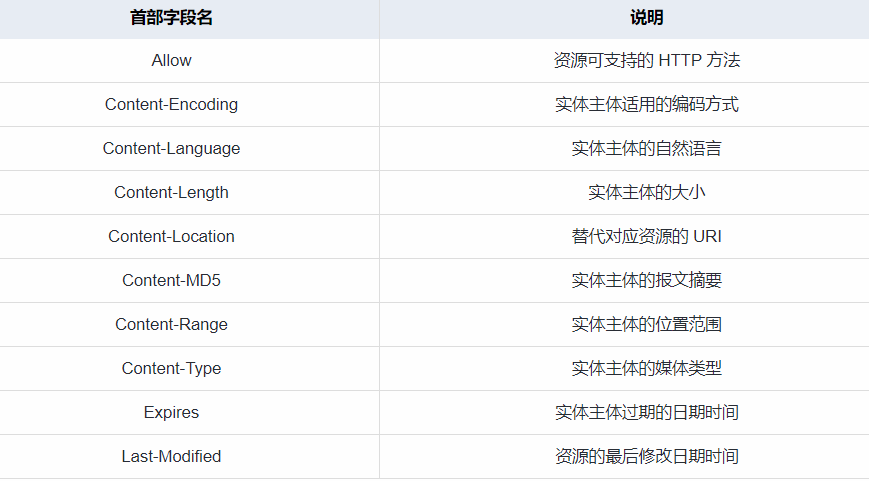 首部字段名 说明
Allow 资源可支持的 HTTP 方法
Content-Encoding 实体主体适用的编码方式
Content-Language 实体主体的自然语言
Content-Length 实体主体的大小
Content-Location 替代对应资源的 URI
Content-MD5 实体主体的报文摘要
Content-Range 实体主体的位置范围
Content-Type 实体主体的媒体类型
Expires 实体主体过期的日期时间
Last-Modified 资源的最后修改日期时间